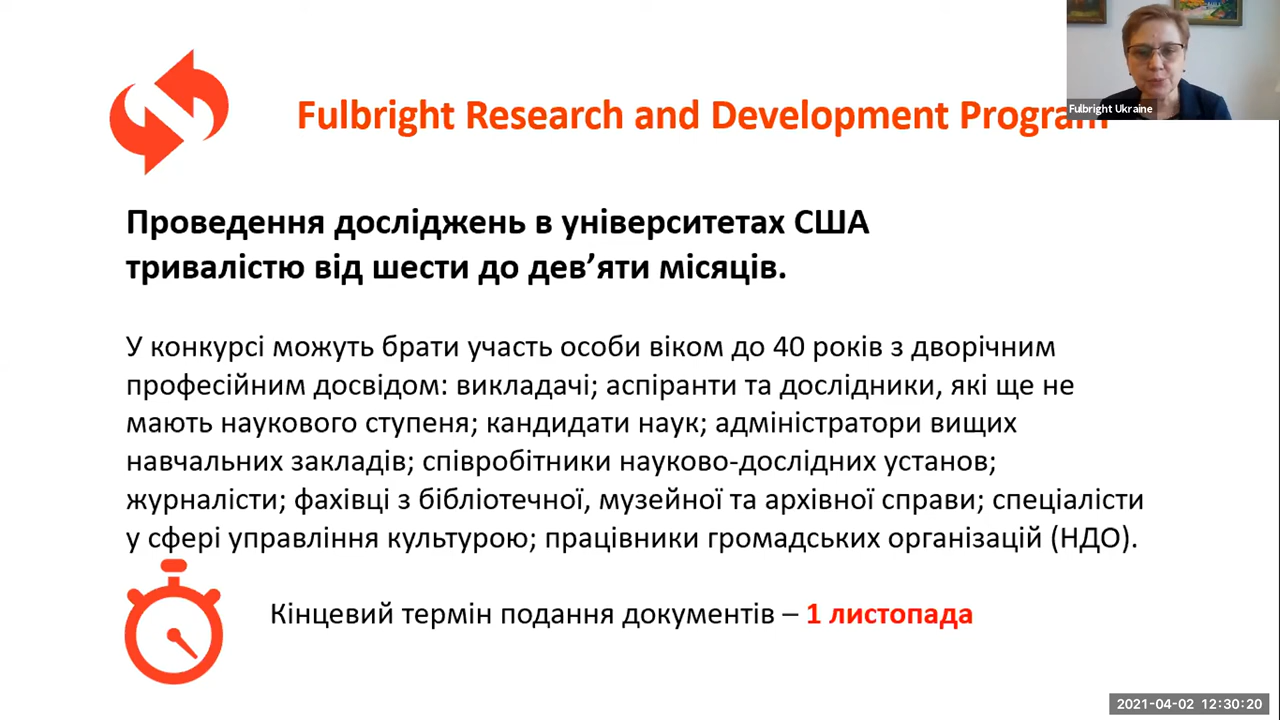 Fulbright Research and Development Program
Fulbright Ukraine
Проведення досліджень в університетах США
тривалістю від шести до дев’яти місяців.
У конкурсі можуть брати участь особи віком до 40 років з дворічним
професійним досвідом: викладачі; аспіранти та дослідники, які ще не
мають наукового ступеня; кандидати наук; адміністратори вищих
навчальних закладів; співробітники науково-дослідних установ;
журналісти; фахівці з бібліотечної, музейної та архівної справи; спеціалісти
у сфері управління культурою; працівники громадських організацій (НДО).
Кінцевий термін подання документів – 1 листопада
2021-04-02 12:30:20